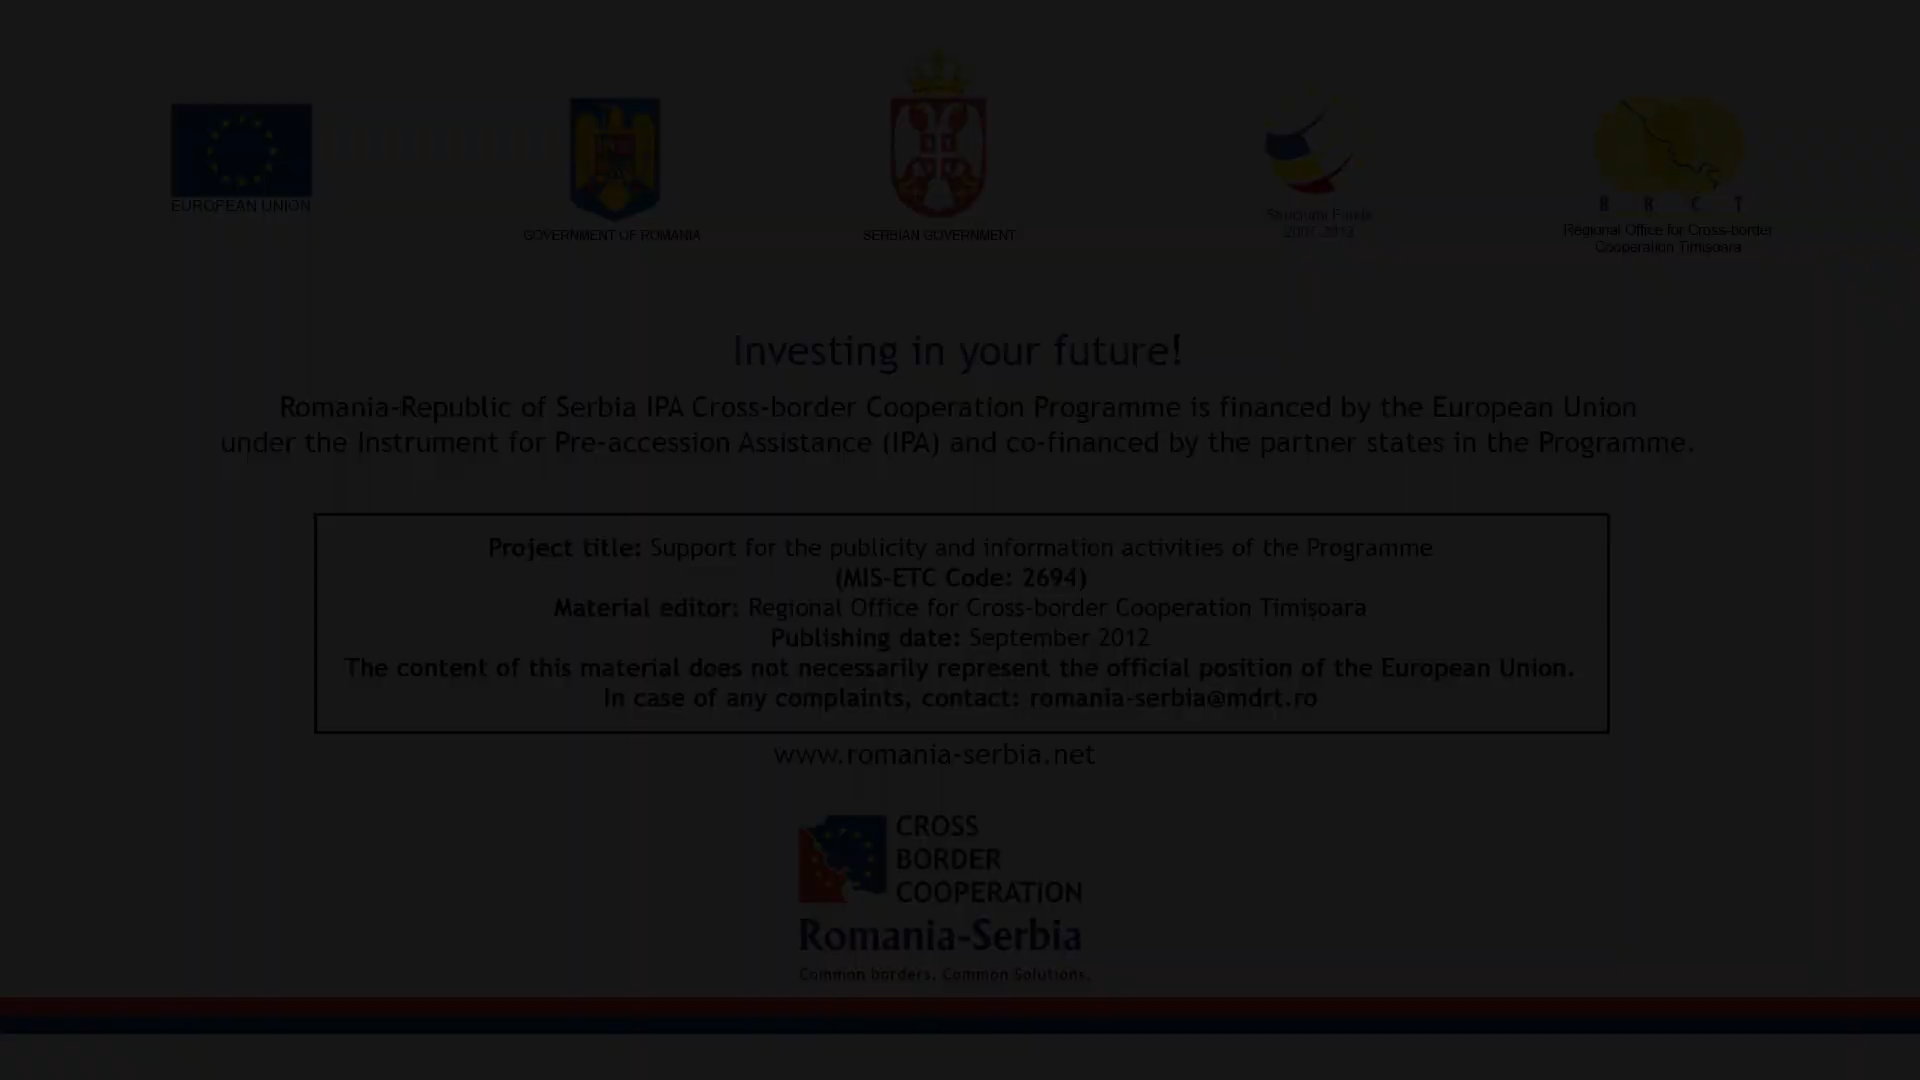 EUROPEAN UNION
GOVERNMENT OF ROMANIA
SERBIAN GOVERNMENT
Structural Funds
2007-2013
B R C T
Regional Office for Cross-border
Cooperation Timișoara
Investing in your future!
Romania-Republic of Serbia IPA Cross-border Cooperation Programme is financed by the European Union
under the Instrument for Pre-accession Assistance (IPA) and co-financed by the partner states in the Programme.
Project title: Support for the publicity and information activities of the Programme
(MIS-ETC Code: 2694)
Material editor: Regional Office for Cross-border Cooperation Timișoara
Publishing date: September 2012
The content of this material does not necessarily represent the official position of the European Union.
In case of any complaints, contact: romania-serbia@mdrt.ro
www.romania-serbia.net
CROSS
BORDER
COOPERATION
Romania-Serbia
Common borders. Common Solutions.